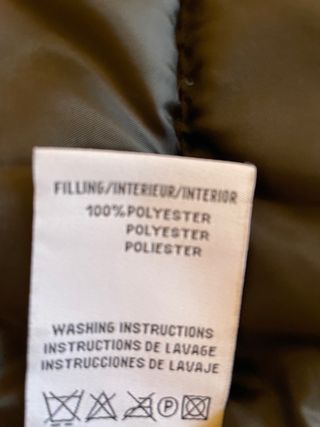 FILLING/INTERIEUR/INTERIOR
100%POLYESTER
POLYESTER
POLIESTER
WASHING INSTRUCTIONS
INSTRUCTIONS DE LAVAGE
INSTRUCCIONES DE LAVAJE
P